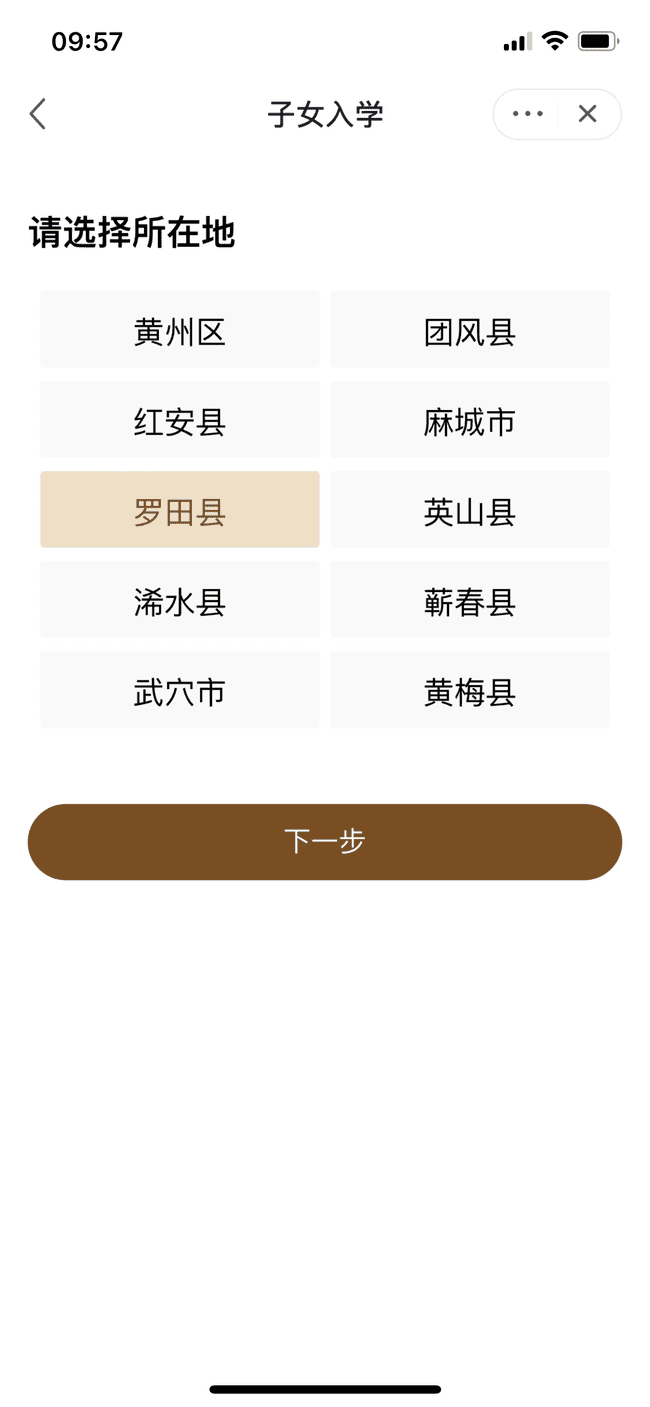 09:57
子女入学
请选择所在地
黄州区 团风县
红安县 麻城市
罗田县 英山县
浠水县 蕲春县
武穴市 黄梅县
下一步